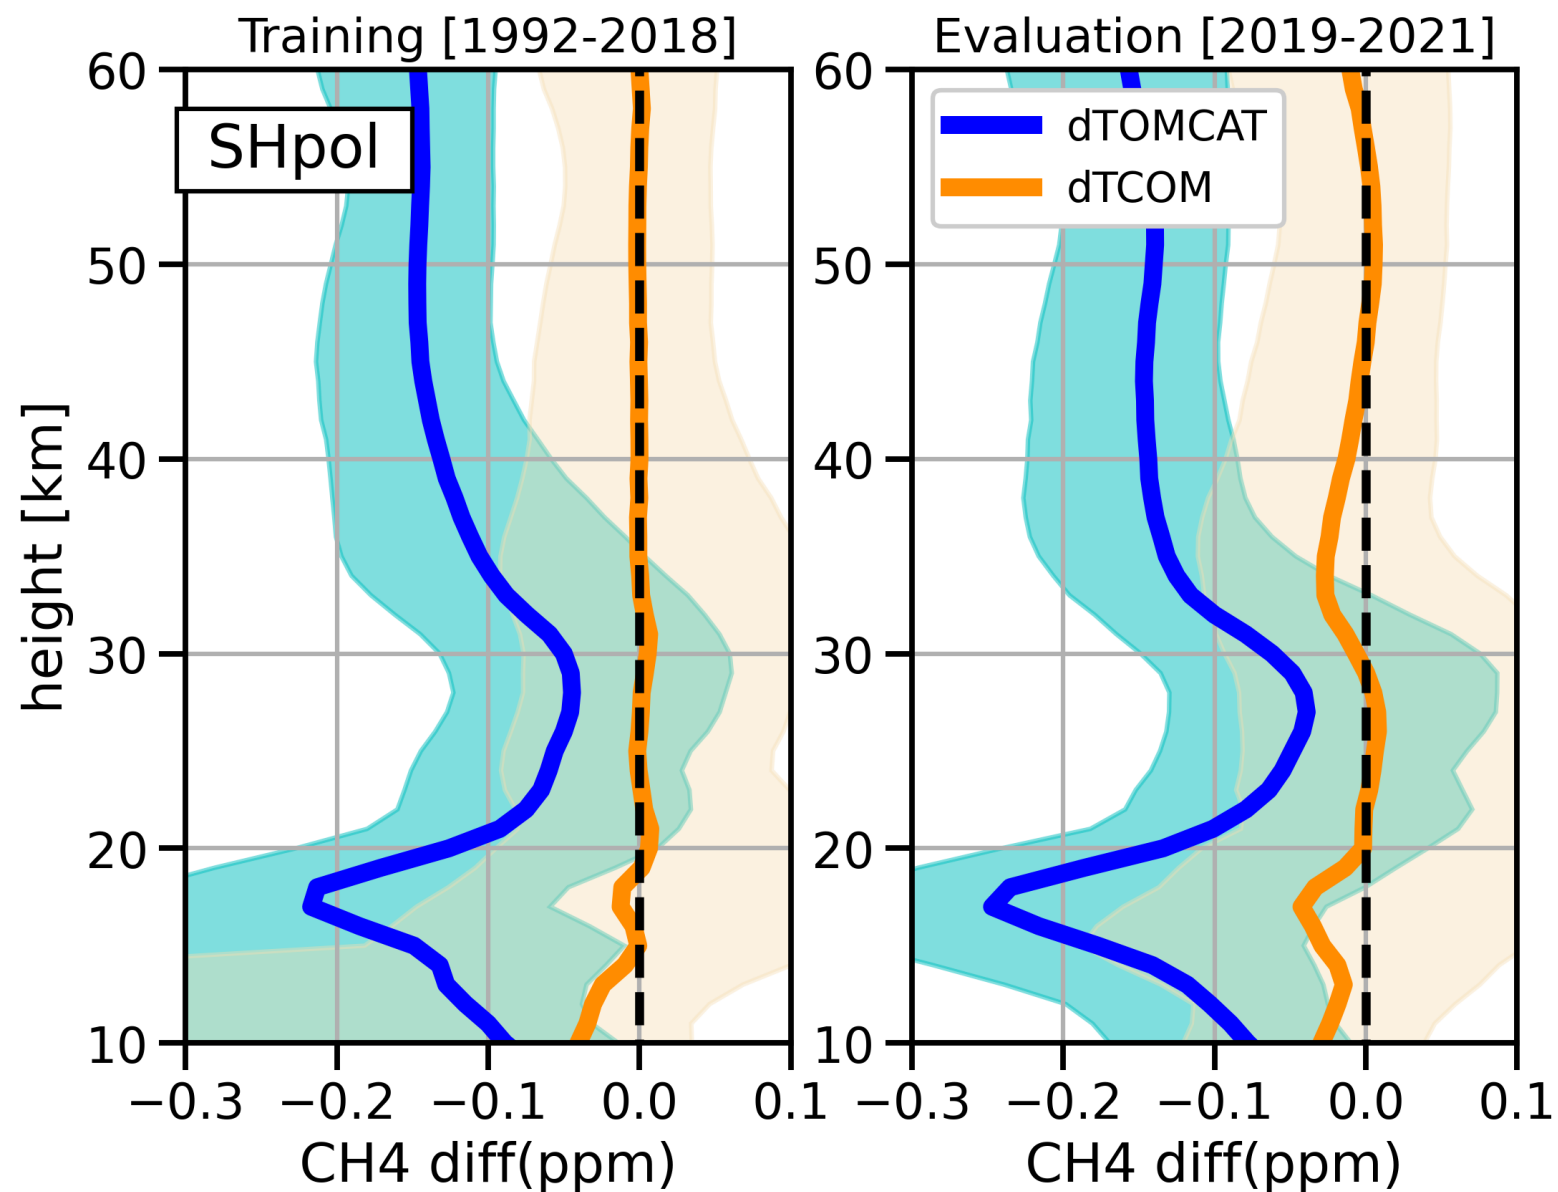 Training [1992-2018]
Evaluation [2019-2021]
SHpol
dTOMCAT
dTCOM
height [km]
60
50
40
30
20
10
−0.3
−0.2
−0.1
0.0
0.1
CH4 diff(ppm)
60
50
40
30
20
10
−0.3
−0.2
−0.1
0.0
0.1
CH4 diff(ppm)